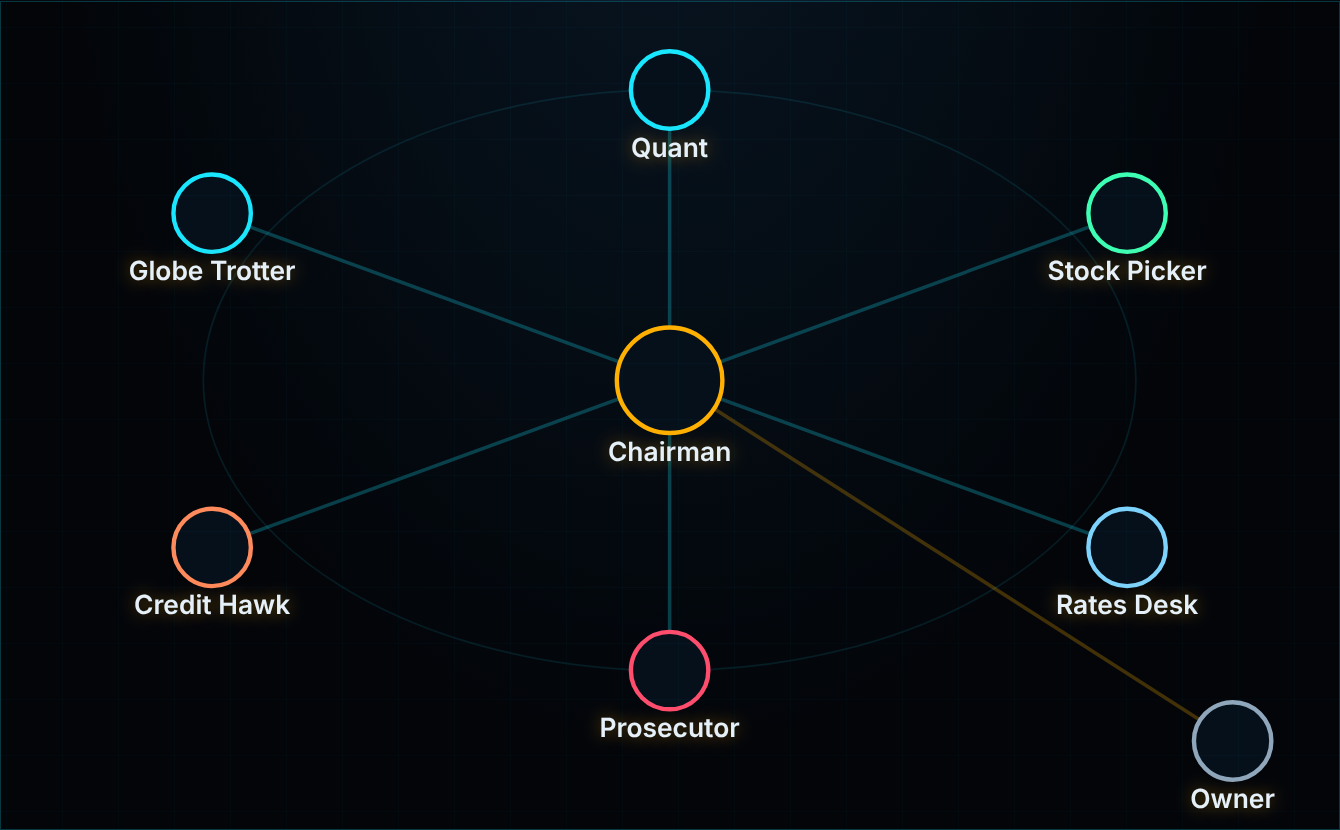 Quant
Globe Trotter
Stock Picker
Chairman
Credit Hawk
Rates Desk
Prosecutor
Owner